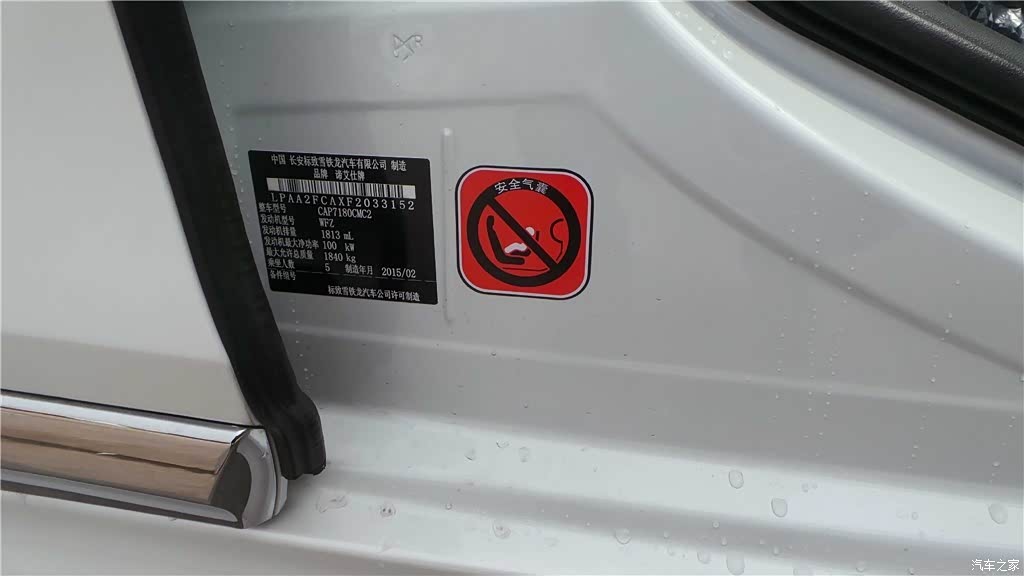 中国 长安标致雪铁龙汽车有限公司 制造
品牌 谛艾仕牌
LPAA2FCAXF2033152
整车型号 CAP7180CMC2
发动机型号 WFZ
发动机排量 1813 mL
发动机最大净功率 100 kW
最大允许总质量 1840 kg
乘坐人数 5 制造年月 2015/02
备件组号
标致雪铁龙汽车公司许可制造
安全气囊
汽车之家